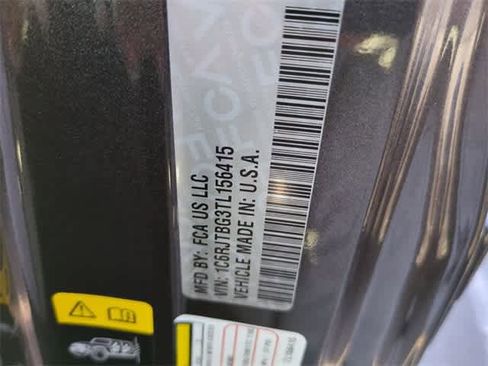 MFD BY: FCA US LLC
VIN: 1C6RJTBG3TL156415
VEHICLE MADE IN: U.S.A.